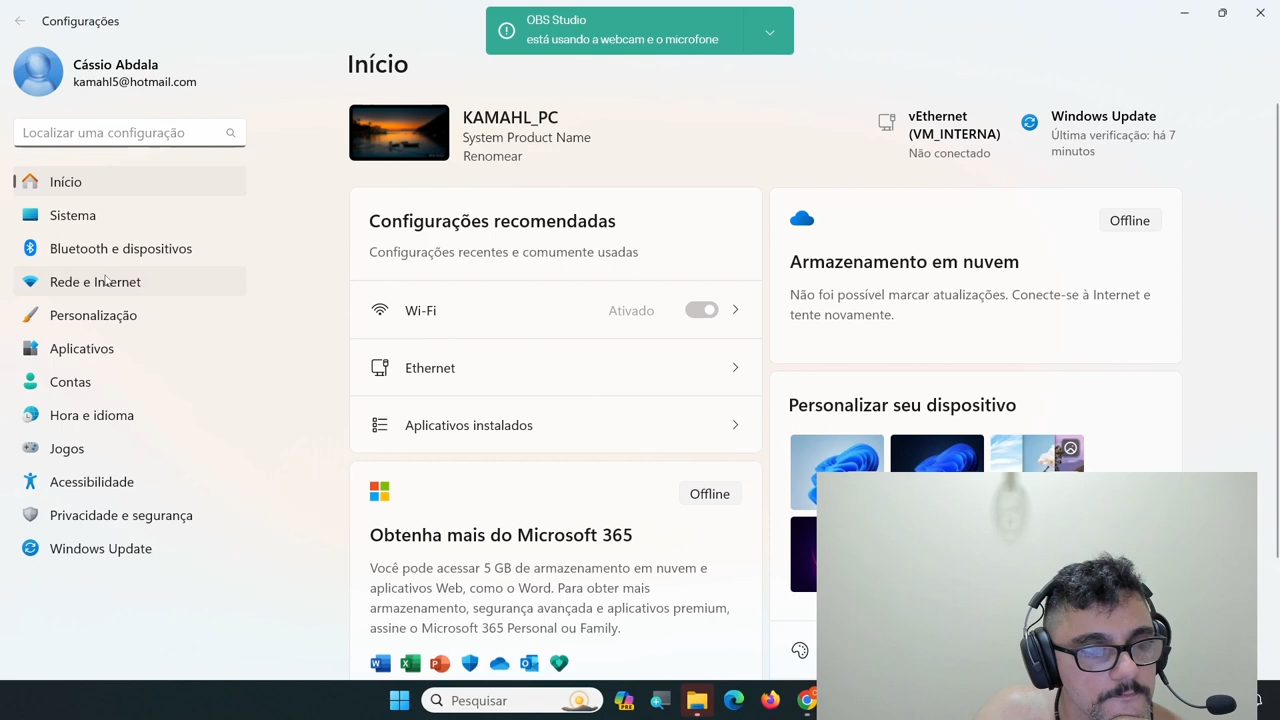 Configurações
OBS Studio
está usando a webcam e o microfone
Cássio Abdala
kamahl5@hotmail.com
Localizar uma configuração
Início
Sistema
Bluetooth e dispositivos
Rede e Internet
Personalização
Aplicativos
Contas
Hora e idioma
Jogos
Acessibilidade
Privacidade e segurança
Windows Update
Início
KAMAHL_PC
System Product Name
Renomear
vEthernet
(VM_INTERNA)
Não conectado
Windows Update
Última verificação: há 7
minutos
Configurações recomendadas
Configurações recentes e comumente usadas
Wi-Fi
Ativado
Ethernet
Aplicativos instalados
Offline
Obtenha mais do Microsoft 365
Você pode acessar 5 GB de armazenamento em nuvem e
aplicativos Web, como o Word. Para obter mais
armazenamento, segurança avançada e aplicativos premium,
assine o Microsoft 365 Personal ou Family.
Offline
Armazenamento em nuvem
Não foi possível marcar atualizações. Conecte-se à Internet e
tente novamente.
Personalizar seu dispositivo
Pesquisar